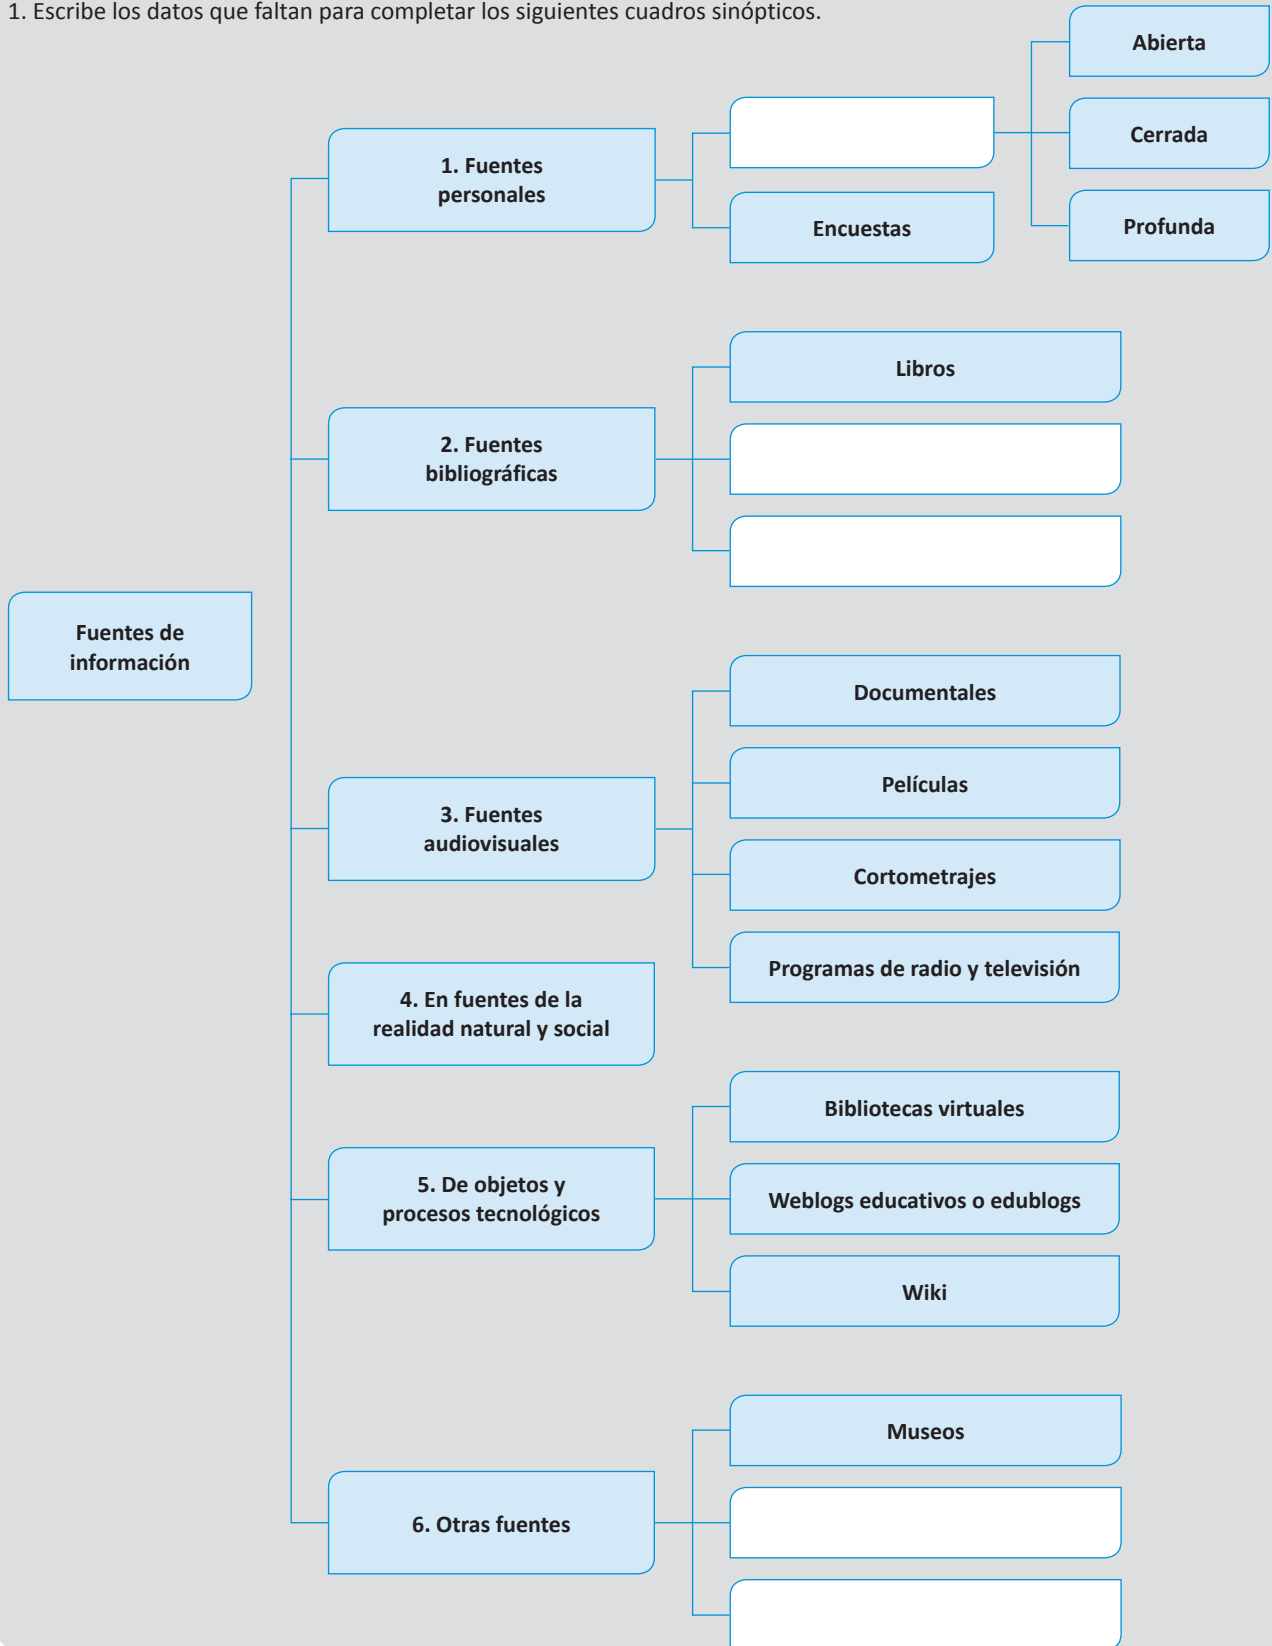 1. Escribe los datos que faltan para completar los siguientes cuadros sinópticos.
Abierta
Cerrada
Profunda
1. Fuentes
personales
Encuestas
Libros
2. Fuentes
bibliográficas
Fuentes de
información
Documentales
Películas
3. Fuentes
audiovisuales
Cortometrajes
Programas de radio y televisión
4. En fuentes de la
realidad natural y social
Bibliotecas virtuales
5. De objetos y
procesos tecnológicos
Weblogs educativos o edublogs
Wiki
Museos
6. Otras fuentes